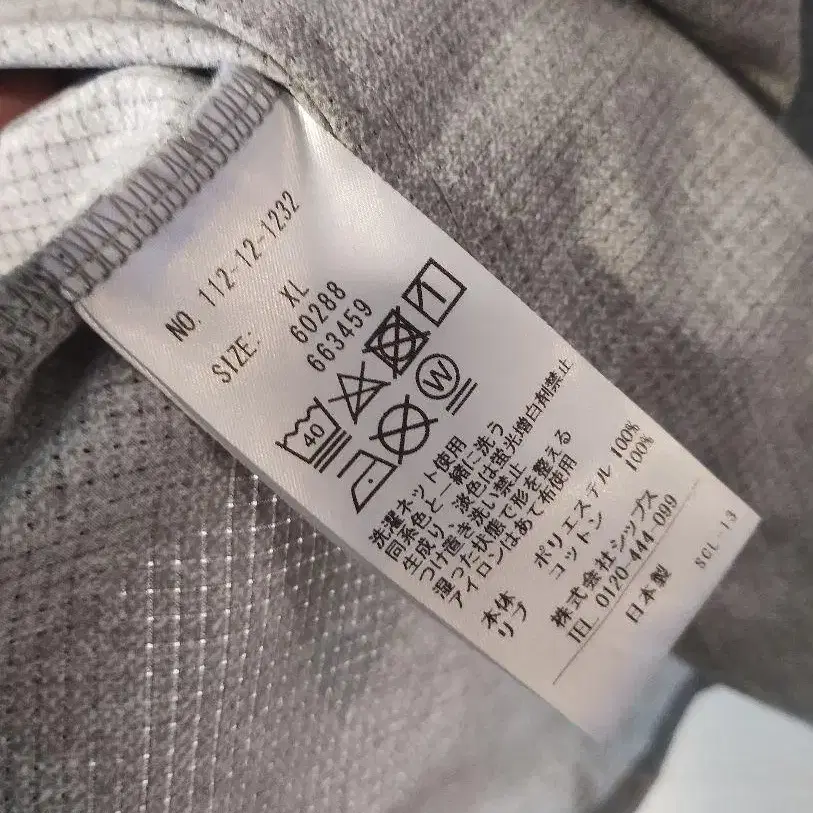 NO. 112-12-1232
SIZE: XL
60288
663459
40
W
洗濯ネット使用
同系色と一緒に洗う
生成り、淡色は蛍光増白剤禁止
つけ置き洗い禁止
湿った状態で形を整える
アイロンはあて布使用
本体 ポリエステル 100%
リブ コットン 100%
株式会社シップス
TEL 0120-444-099
日本製
SCL-13